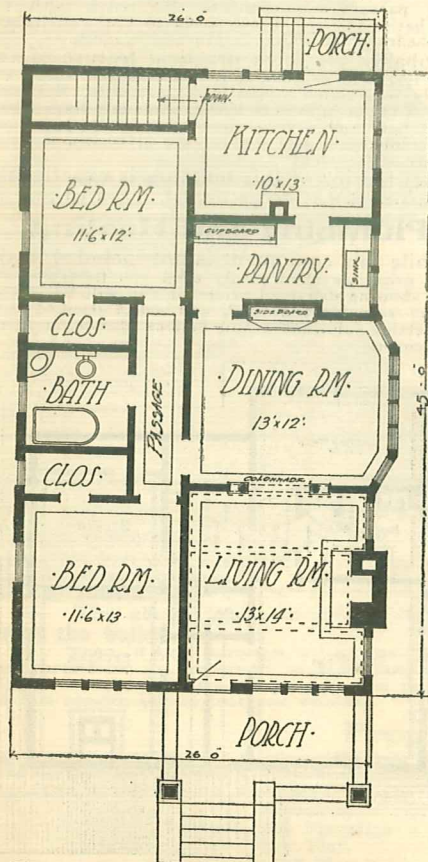 26-0
·PORCH·
DOWN.
·KITCHEN·
10'x13
·BED RM·
11-6"x12'
CUPBOARD
·PANTRY·
SINK
SIDEBOARD
·CLOS·
·BATH
PASSAGE
·DINING RM·
13'x12'
45-0
·CLOS·
COLONNADE
·BED RM·
·11-6"x13
·LIVING RM·
·13'x14'
PORCH·
26 0